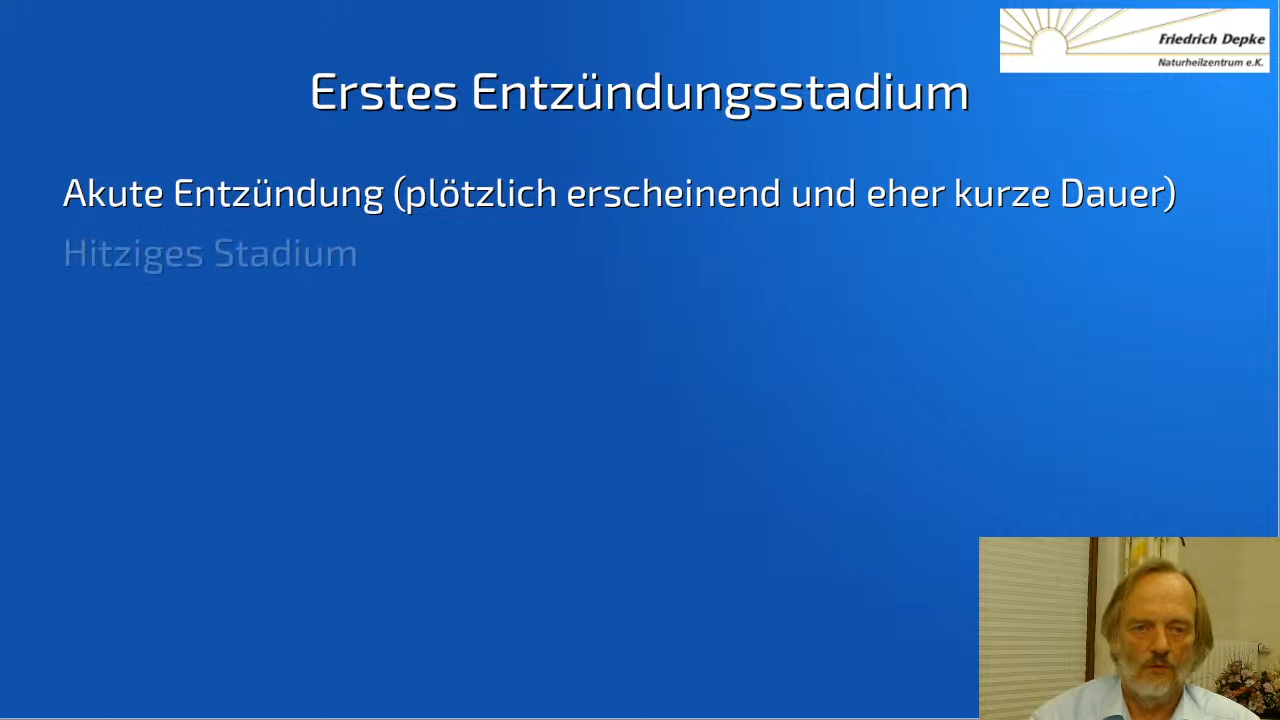 Friedrich Depke
Naturheilzentrum e.K.
Erstes Entzündungsstadium
Akute Entzündung (plötzlich erscheinend und eher kurze Dauer)
Hitziges Stadium